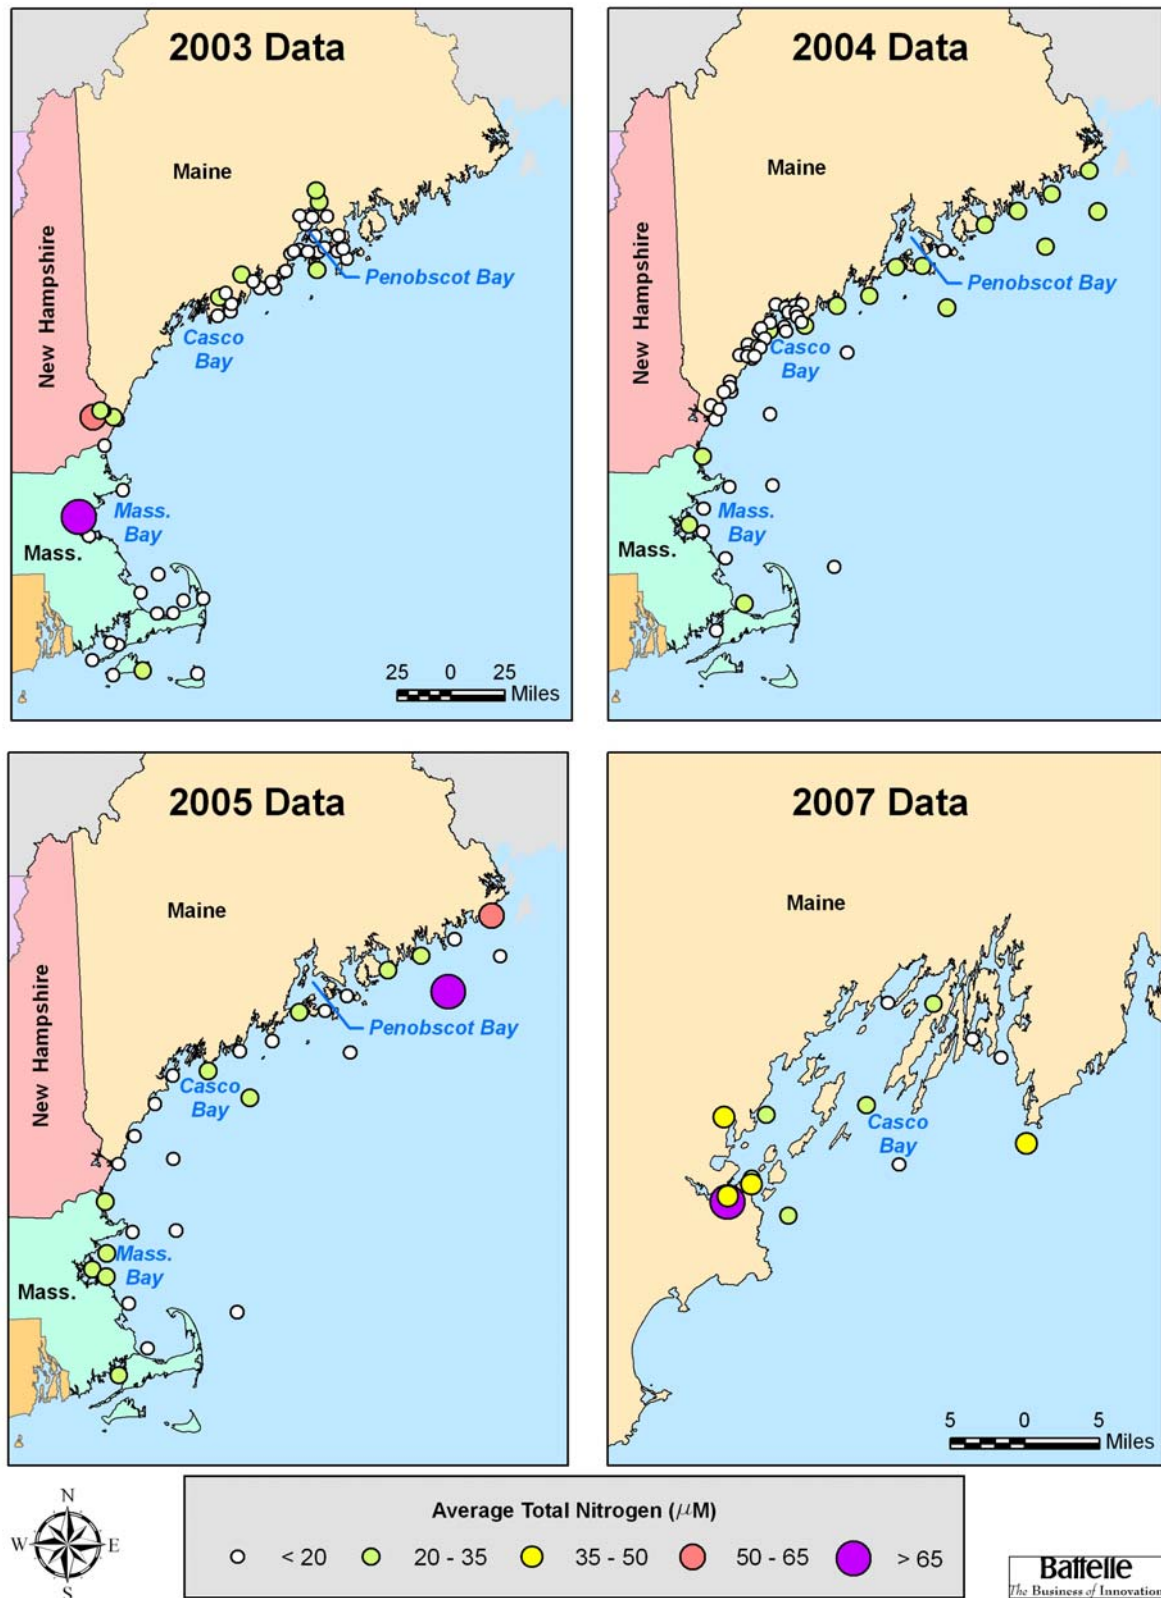 2003 Data
Maine
New Hampshire
Penobscot Bay
Casco
Bay
Mass.
Bay
Mass.
25 0 25
Miles
2004 Data
Maine
New Hampshire
Penobscot Bay
Casco
Bay
Mass.
Bay
Mass.
2005 Data
Maine
New Hampshire
Penobscot Bay
Casco
Bay
Mass.
Bay
Mass.
2007 Data
Maine
Casco
Bay
5 0 5
Miles
N
W E
S
Average Total Nitrogen (μM)
< 20 20 - 35 35 - 50 50 - 65 > 65
Battelle
The Business of Innovation